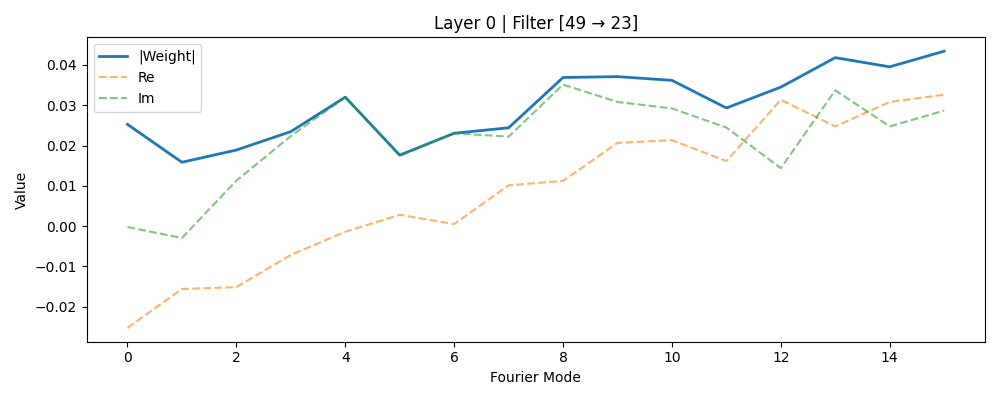 Layer 0 | Filter [49 → 23]
|Weight|
Re
Im
0.04
0.03
0.02
0.01
0.00
−0.01
−0.02
Value
0 2 4 6 8 10 12 14
Fourier Mode